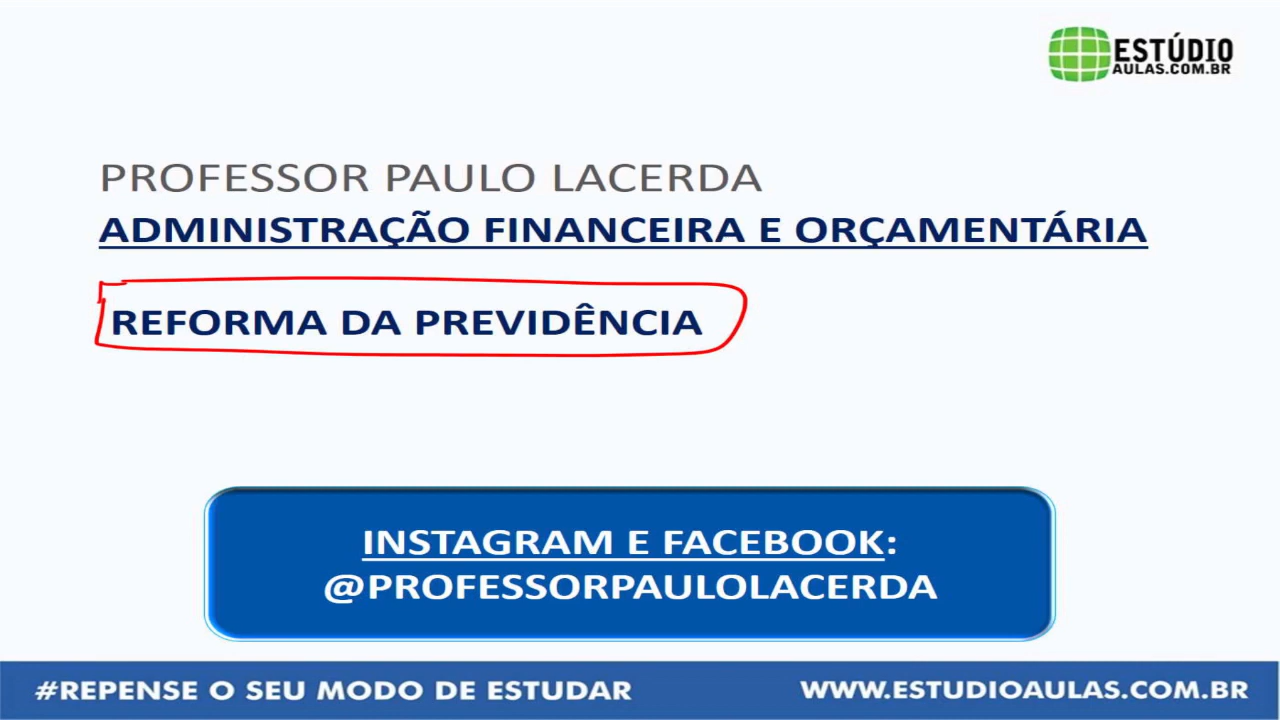 ESTÚDIO
AULAS.COM.BR
PROFESSOR PAULO LACERDA
ADMINISTRAÇÃO FINANCEIRA E ORÇAMENTÁRIA
REFORMA DA PREVIDÊNCIA
INSTAGRAM E FACEBOOK:
@PROFESSORPAULOLACERDA
#REPENSE O SEU MODO DE ESTUDAR
WWW.ESTUDIOAULAS.COM.BR